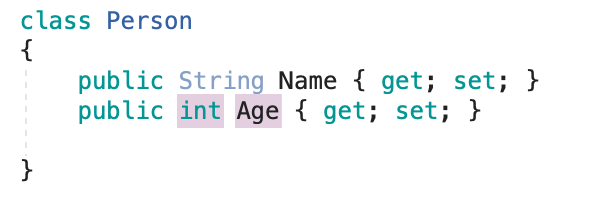 class Person
{
public String Name { get; set; }
public int Age { get; set; }
}